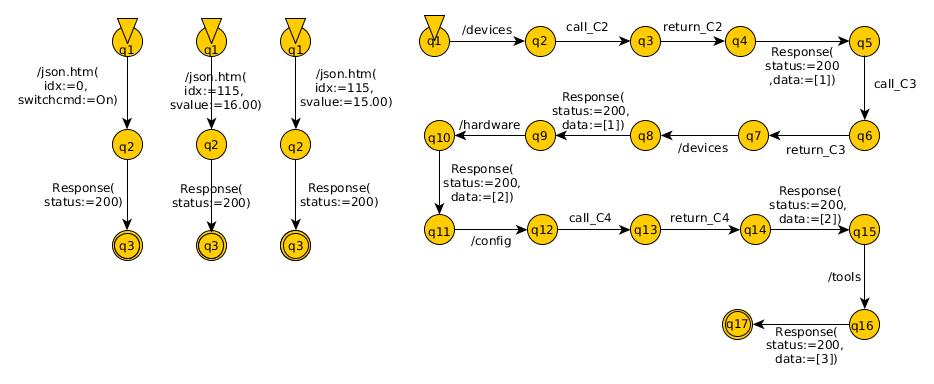 q1
/json.htm(
idx:=0,
switchcmd:=On)
q2
Response(
status:=200)
q3
q1
/json.htm(
idx:=115,
svalue:=16.00)
q2
Response(
status:=200)
q3
q1
/json.htm(
idx:=115,
svalue:=15.00)
q2
Response(
status:=200)
q3
q1
/devices
q2
call_C2
q3
return_C2
q4
Response(
status:=200
,data:=[1])
q5
call_C3
q6
return_C3
q7
/devices
q8
Response(
status:=200,
data:=[1])
q9
/hardware
q10
Response(
status:=200,
data:=[2])
q11
/config
q12
call_C4
q13
return_C4
q14
Response(
status:=200,
data:=[2])
q15
/tools
q16
Response(
status:=200,
data:=[3])
q17